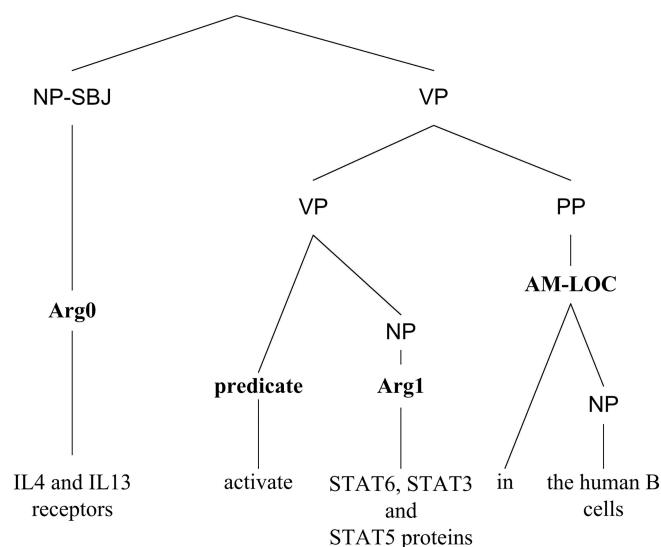 NP-SBJ VP
VP PP
AM-LOC
Arg0
NP
predicate Arg1
NP
IL4 and IL13
receptors
activate
STAT6, STAT3
and
STAT5 proteins
in
the human B
cells